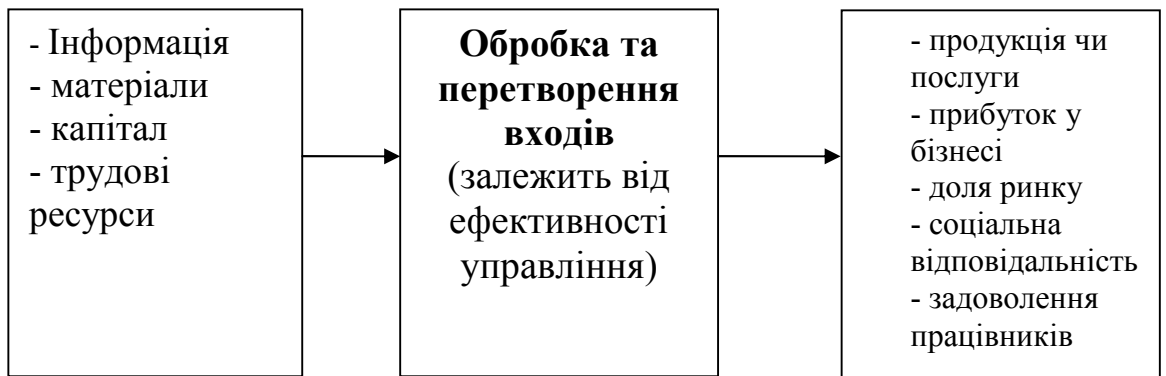 - Інформація
- матеріали
- капітал
- трудові
ресурси
Обробка та
перетворення
входів
(залежить від
ефективності
управління)
- продукція чи
послуги
- прибуток у
бізнесі
- доля ринку
- соціальна
відповідальність
- задоволення
працівників